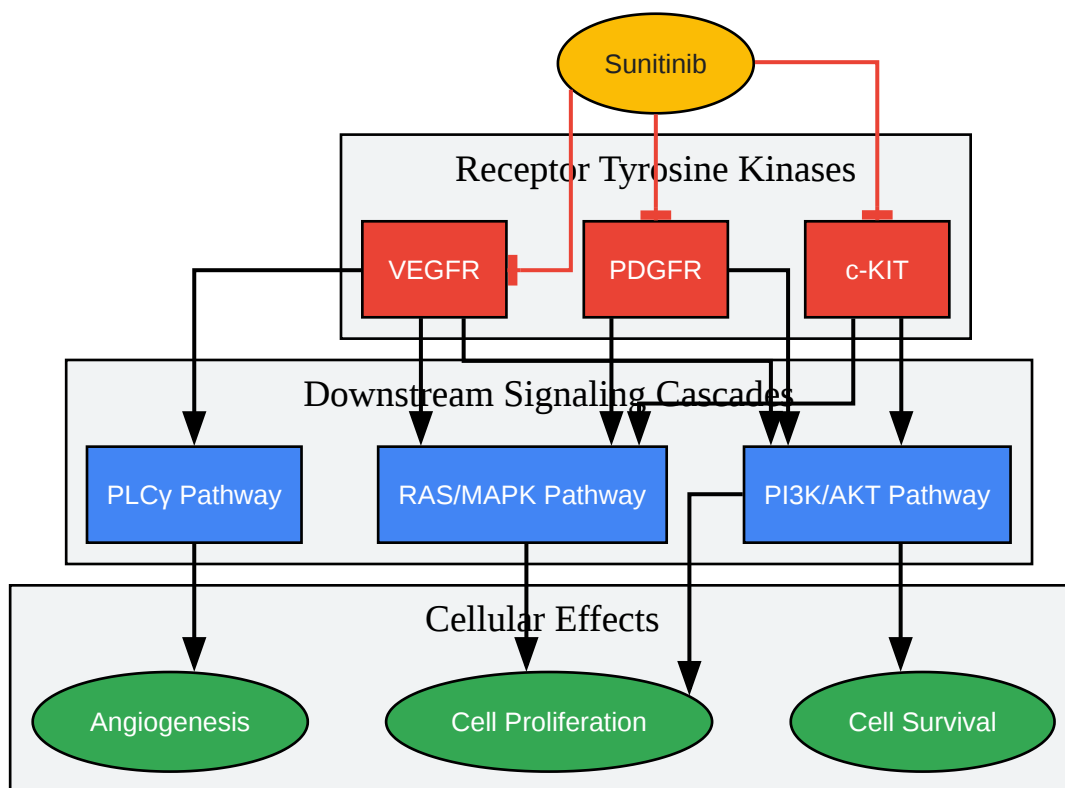 Sunitinib
Receptor Tyrosine Kinases
VEGFR
PDGFR
c-KIT
Downstream Signaling Cascades
PLCγ Pathway
RAS/MAPK Pathway
PI3K/AKT Pathway
Cellular Effects
Angiogenesis
Cell Proliferation
Cell Survival